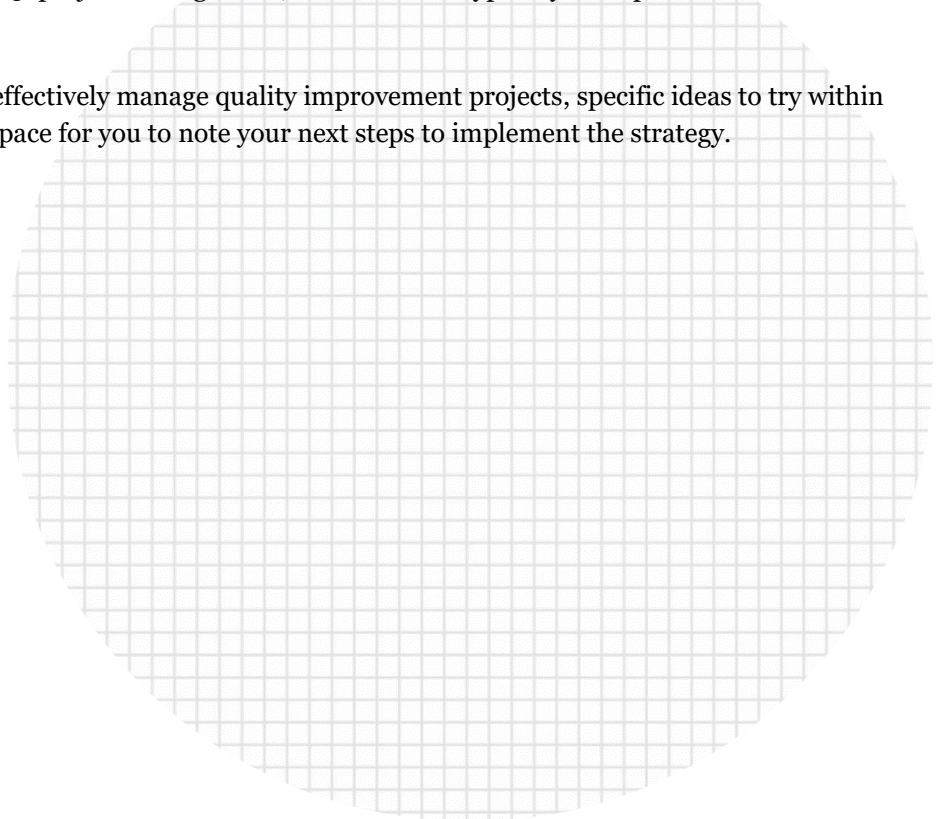 effectively manage quality improvement projects, specific ideas to try within
pace for you to note your next steps to implement the strategy.